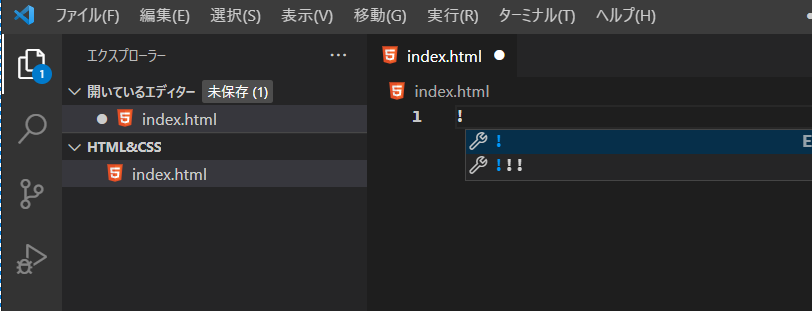 ファイル(F) 編集(E) 選択(S) 表示(V) 移動(G) 実行(R) ターミナル(T) ヘルプ(H)
エクスプローラー ···
開いているエディター 未保存 (1)
index.html
HTML&CSS
index.html
1
index.html
index.html
1 !
! E
!!!